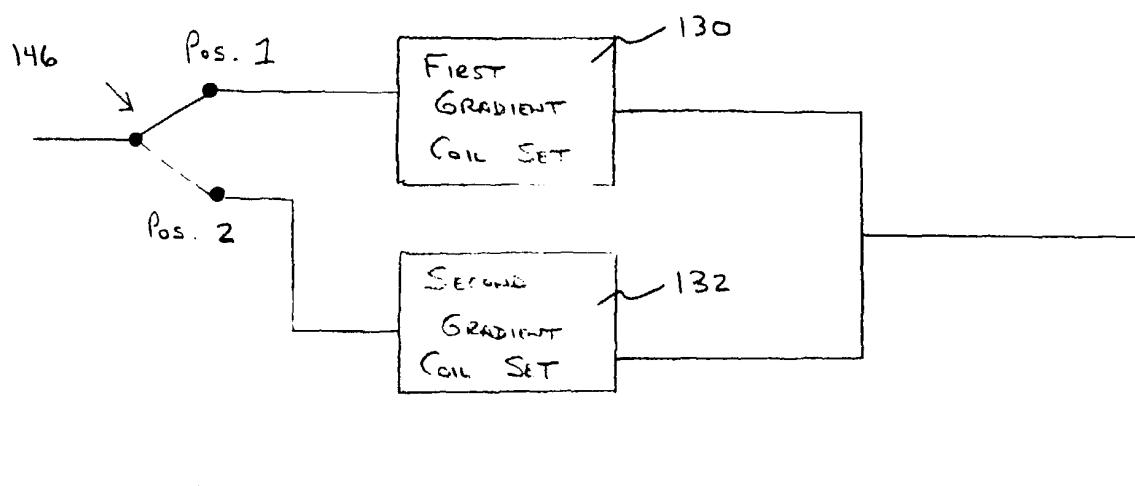 130
146
Pos. 1
First
Gradient
Coil Set
Pos. 2
132
Second
Gradient
Coil Set